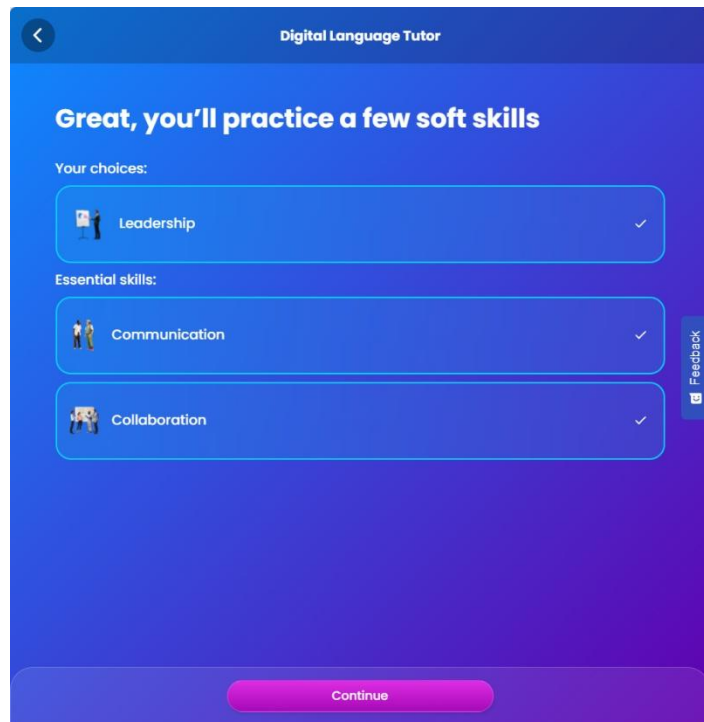 Digital Language Tutor
Great, you'll practice a few soft skills
Your choices:
Leadership
Essential skills:
Communication
Collaboration
Feedback
Continue